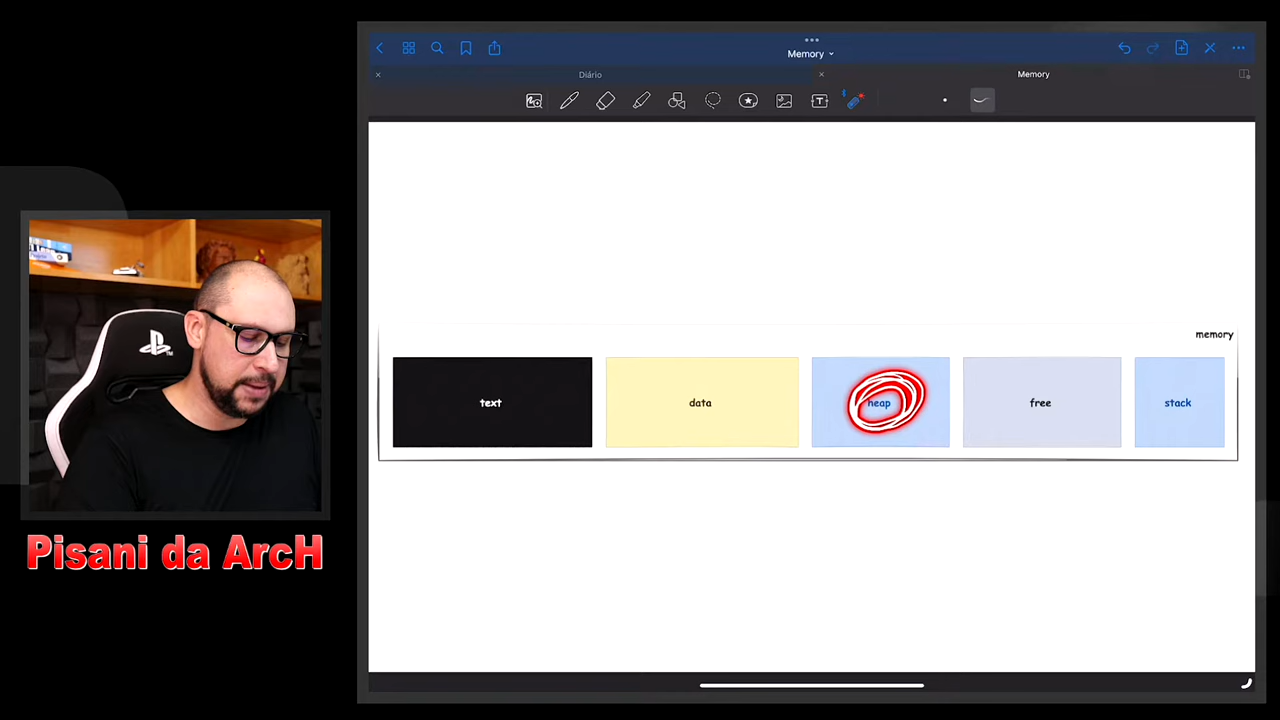 Memory
Diário
Memory
memory
text
data
heap
free
stack
Pisani da ArcH